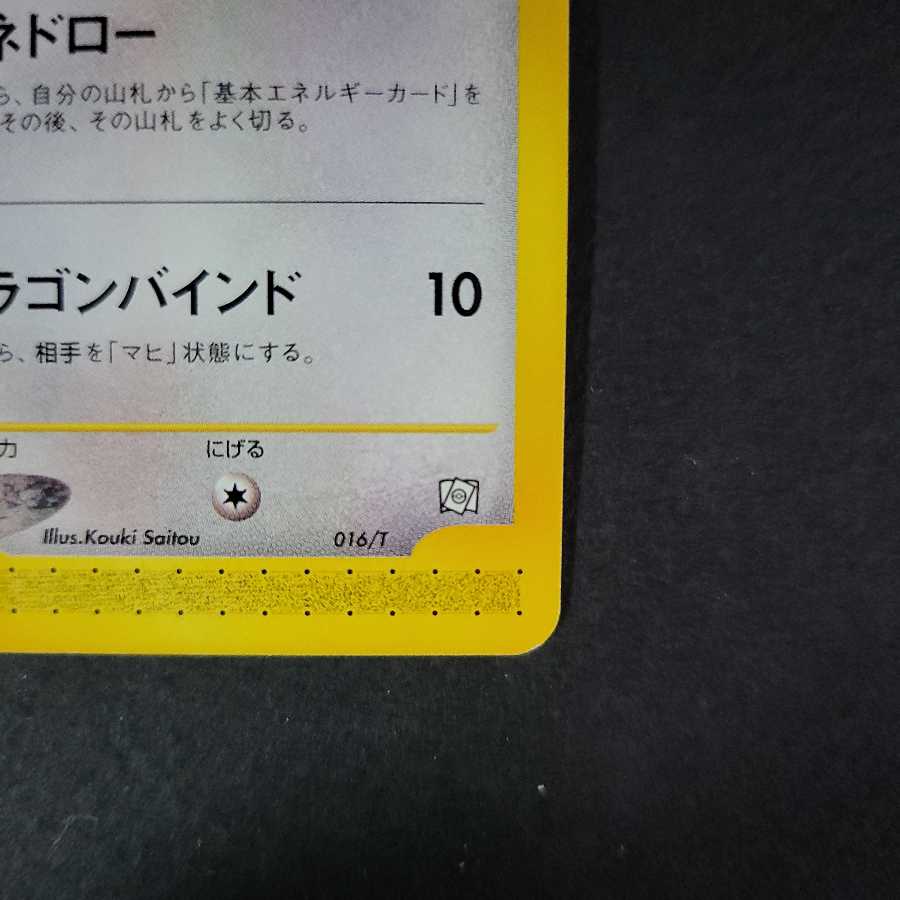 ネドロー
ら、自分の山札から「基本エネルギーカード」を
その後、その山札をよく切る。
ラゴンバインド 10
ら、相手を「マヒ」状態にする。
力 にげる
Illus.Kouki Saitou 016/T